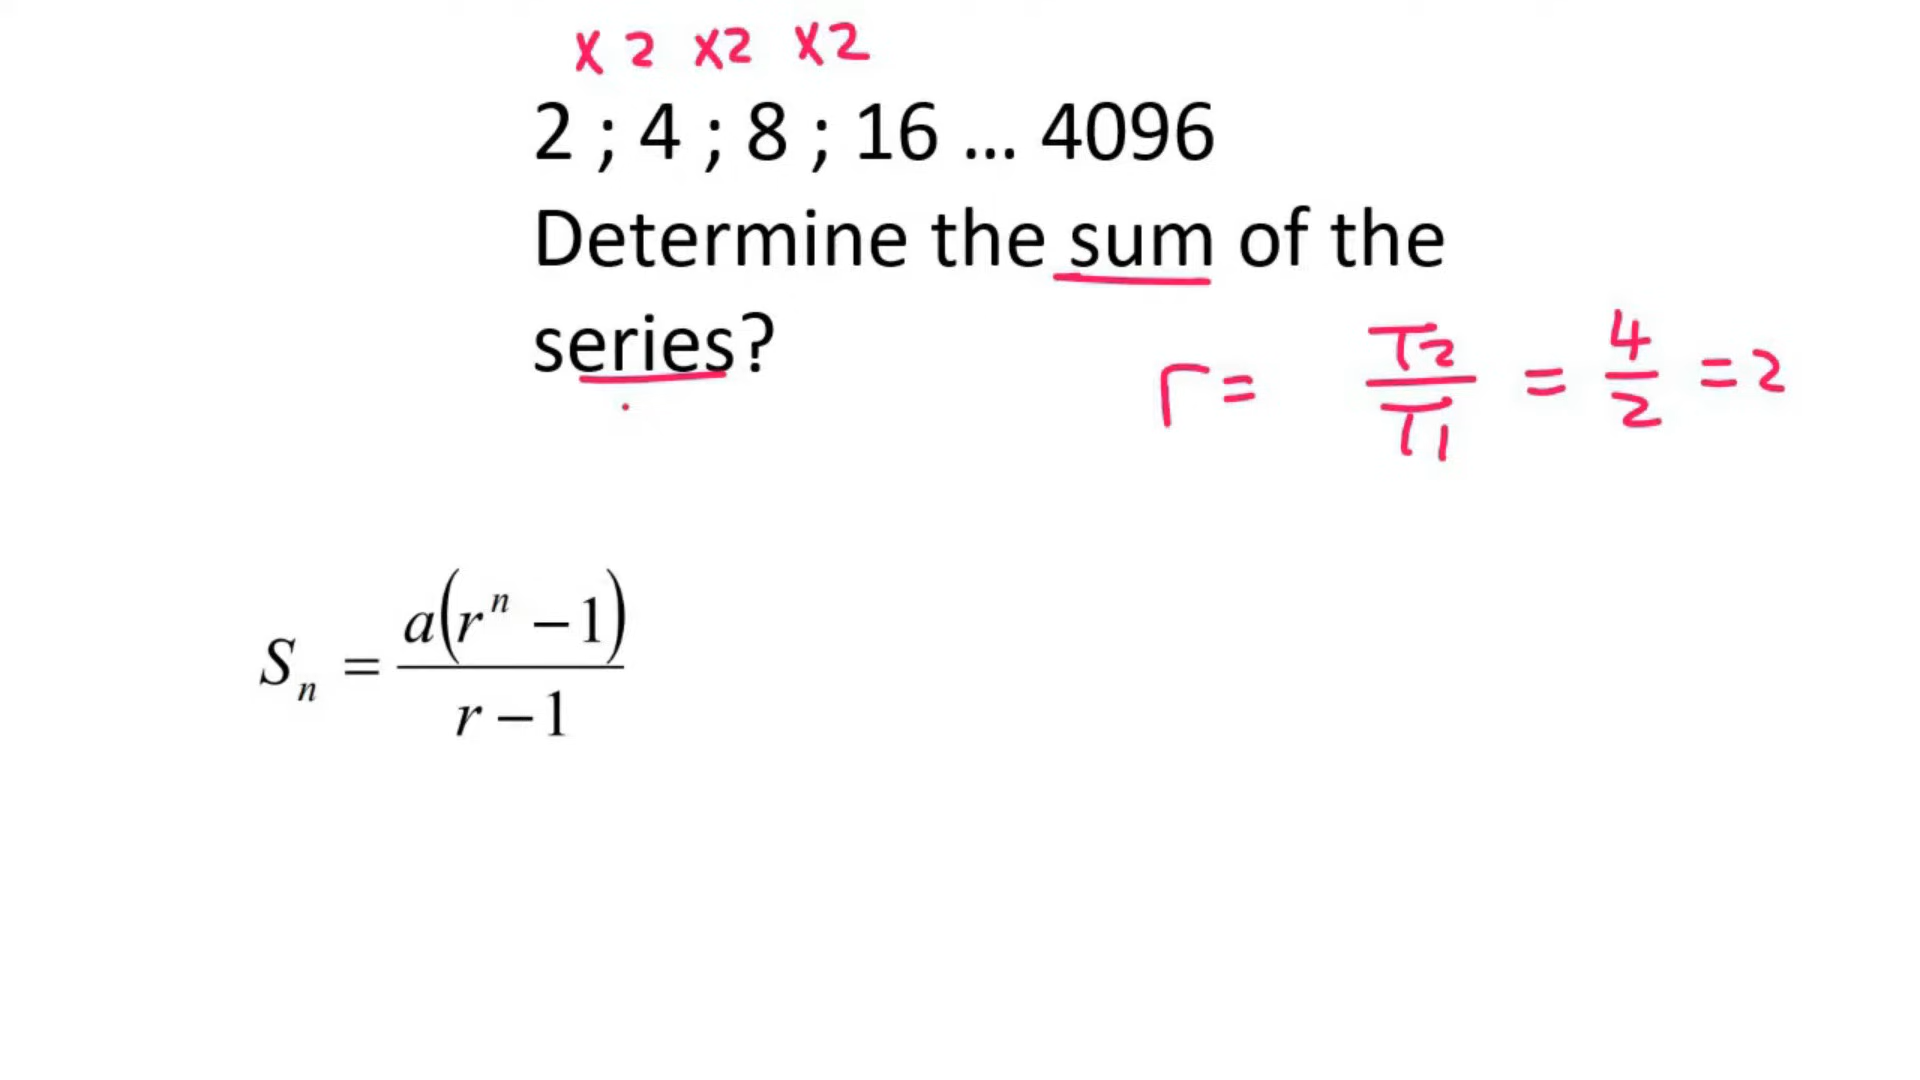 x 2 x2 x2
2 ; 4 ; 8 ; 16 ... 4096
Determine the sum of the
series?
r = T2/T1 = 4/2 = 2
Sₙ = a(rⁿ − 1)/(r − 1)